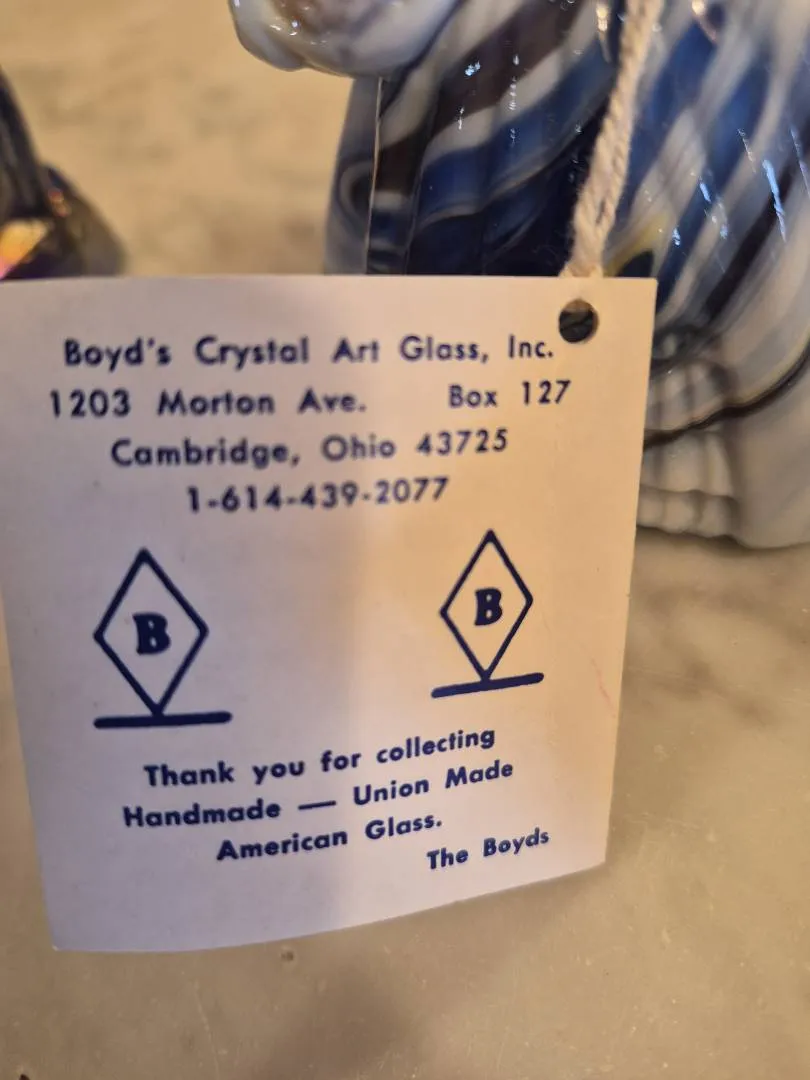 Boyd's Crystal Art Glass, Inc.
1203 Morton Ave. Box 127
Cambridge, Ohio 43725
1-614-439-2077
B B
Thank you for collecting
Handmade — Union Made
American Glass.
The Boyds